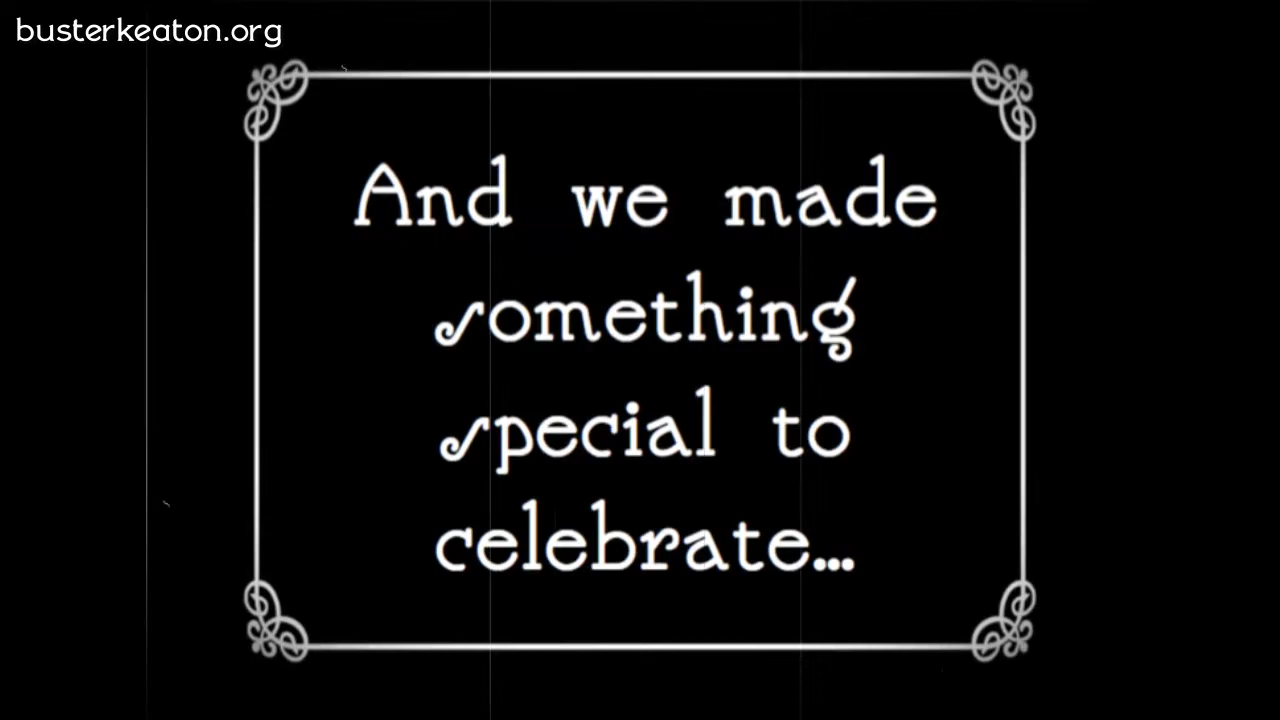 busterkeaton.org
And we made
something
special to
celebrate...